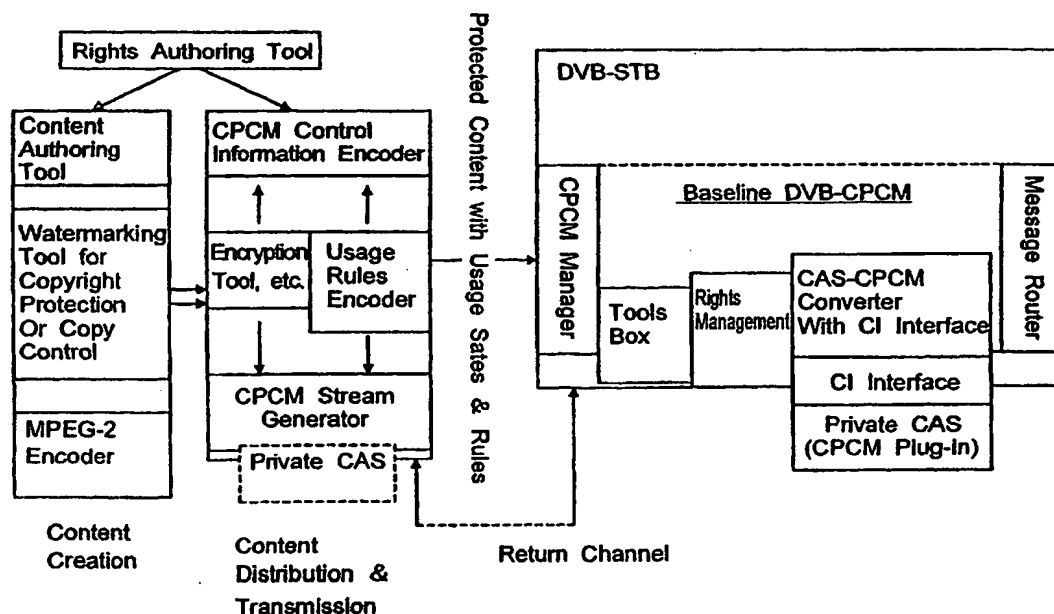 Rights Authoring Tool
Content
Authoring
Tool
Watermarking
Tool for
Copyright
Protection
Or Copy
Control
MPEG-2
Encoder
Content
Creation
CPCM Control
Information Encoder
Encryption
Tool, etc.
Usage
Rules
Encoder
CPCM Stream
Generator
Private CAS
Content
Distribution &
Transmission
Protected Content with Usage Sates & Rules
Return Channel
DVB-STB
CPCM Manager
Baseline DVB-CPCM
Tools
Box
Rights
Management
CAS-CPCM
Converter
With CI Interface
CI Interface
Private CAS
(CPCM Plug-In)
Message Router